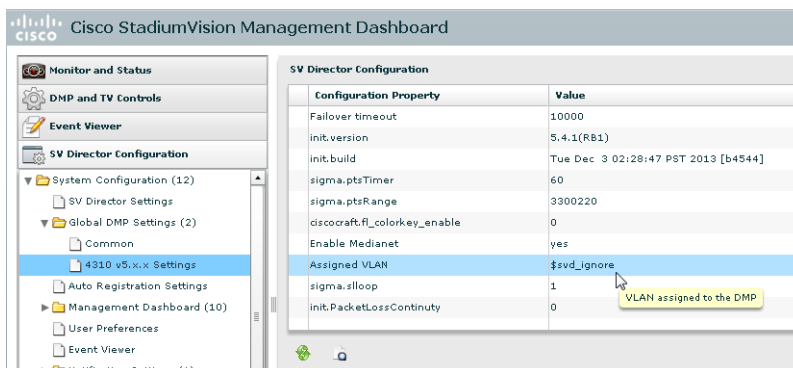 CISCO
Cisco StadiumVision Management Dashboard
Monitor and Status
DMP and TV Controls
Event Viewer
SV Director Configuration
System Configuration (12)
SV Director Settings
Global DMP Settings (2)
Common
4310 v5.x.x Settings
Auto Registration Settings
Management Dashboard (10)
User Preferences
Event Viewer
SV Director Configuration
Configuration Property Value
Failover timeout 10000
init.version 5.4.1(RB1)
init.build Tue Dec 3 02:28:47 PST 2013 [b4544]
sigma.ptsTimer 60
sigma.ptsRange 3300220
ciscocraft.fl_colorkey_enable 0
Enable Medianet yes
Assigned VLAN $svd_ignore
sigma.slloop 1
VLAN assigned to the DMP
init.PacketLossContinuty 0